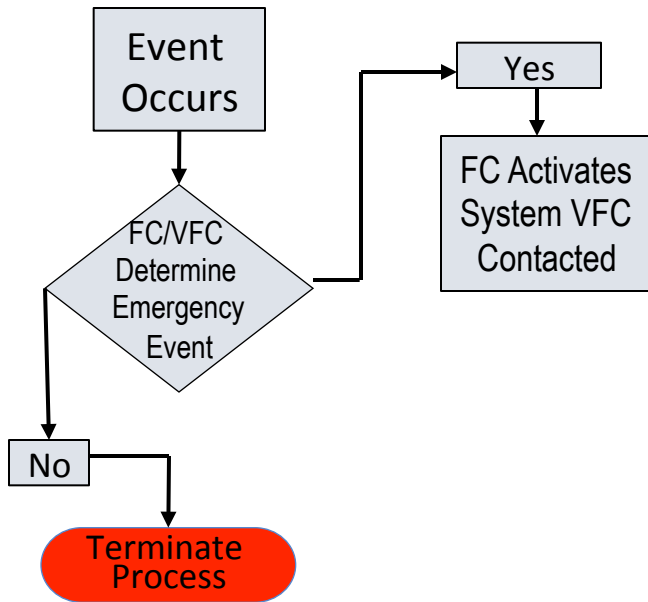 Event
Occurs
Yes
FC Activates
System VFC
Contacted
FC/VFC
Determine
Emergency
Event
No
Terminate
Process